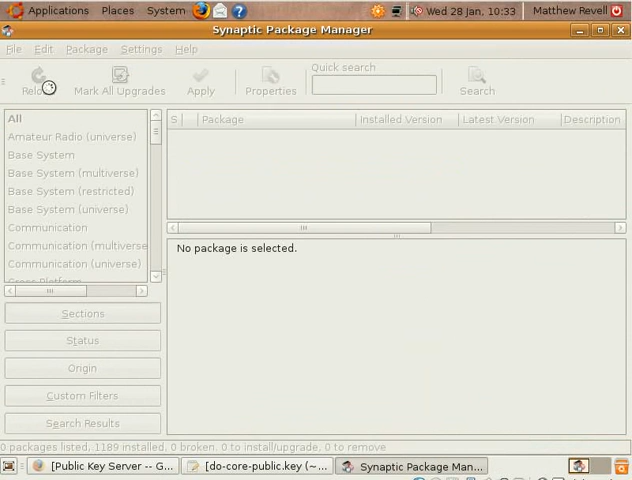 Applications Places System Wed 28 Jan, 10:33 Matthew Revell
Synaptic Package Manager
File Edit Package Settings Help
Reload Mark All Upgrades Apply Properties Quick search Search
All
Amateur Radio (universe)
Base System
Base System (multiverse)
Base System (restricted)
Base System (universe)
Communication
Communication (multiverse
Communication (universe)
Cross Platform
S Package Installed Version Latest Version Description
No package is selected.
Sections
Status
Origin
Custom Filters
Search Results
0 packages listed, 1189 installed, 0 broken. 0 to install/upgrade, 0 to remove
[Public Key Server -- G... [do-core-public.key (~... Synaptic Package Man...